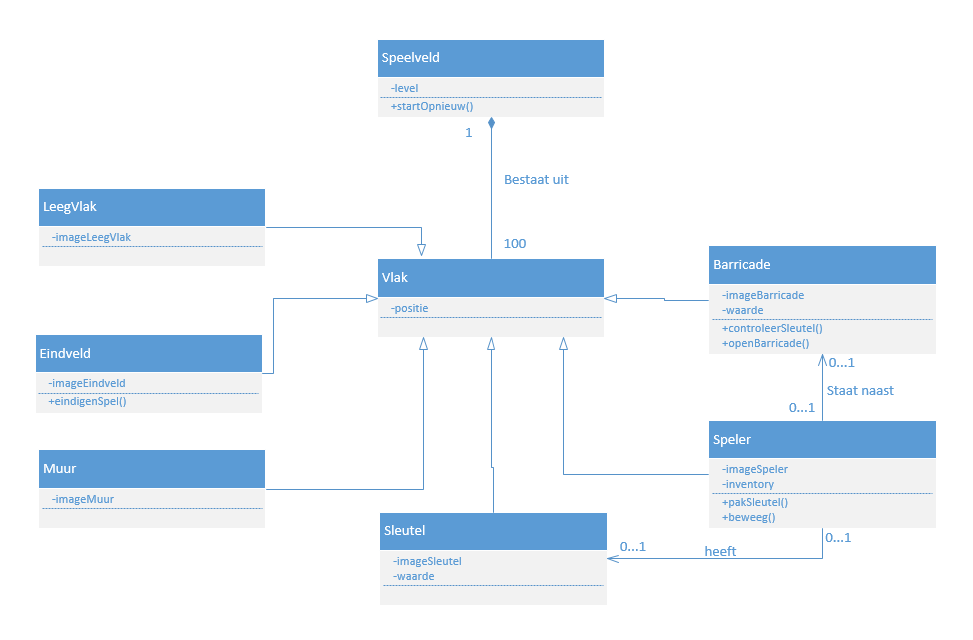 Speelveld
-level
+startOpnieuw()
1
Bestaat uit
100
LeegVlak
-imageLeegVlak
Vlak
-positie
Barricade
-imageBarricade
-waarde
+controleerSleutel()
+openBarricade()
Eindveld
-imageEindveld
+eindigenSpel()
0...1
Staat naast
0...1
Speler
-imageSpeler
-inventory
+pakSleutel()
+beweeg()
Muur
-imageMuur
Sleutel
-imageSleutel
-waarde
0...1
heeft
0...1